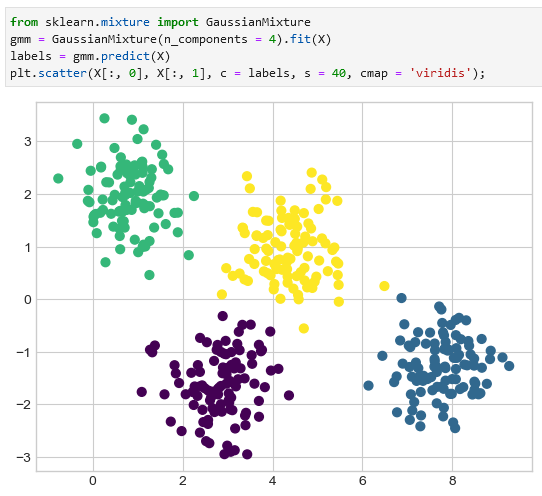 from sklearn.mixture import GaussianMixture
gmm = GaussianMixture(n_components = 4).fit(X)
labels = gmm.predict(X)
plt.scatter(X[:, 0], X[:, 1], c = labels, s = 40, cmap = 'viridis');
3
2
1
0
−1
−2
−3
0 2 4 6 8